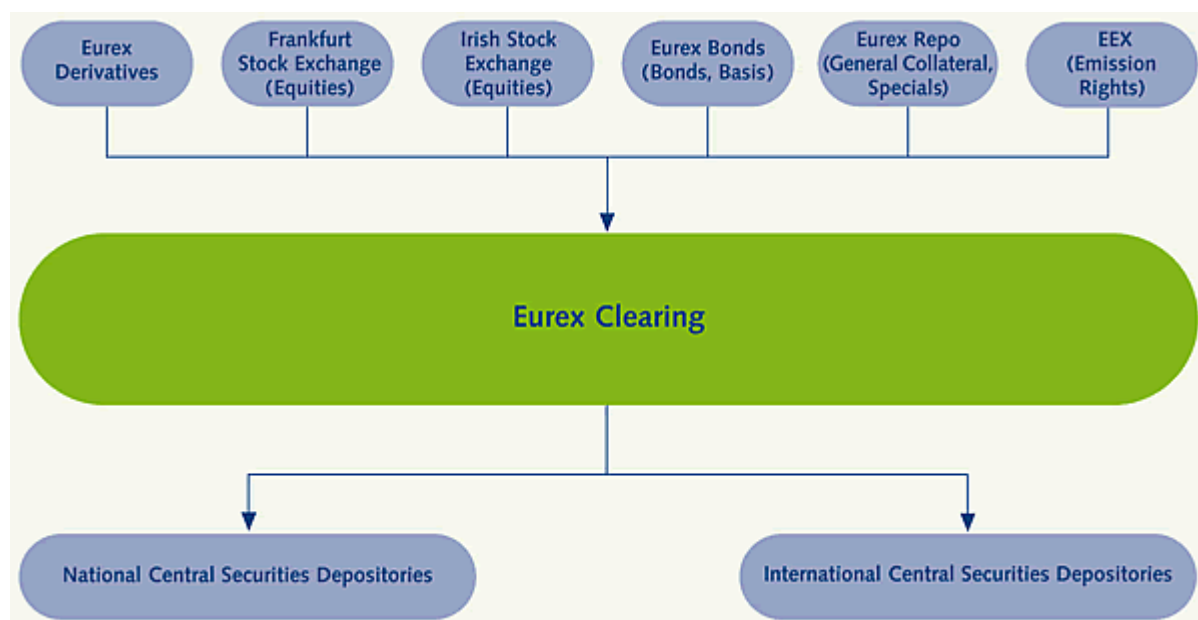 Eurex
Derivatives
Frankfurt
Stock Exchange
(Equities)
Irish Stock
Exchange
(Equities)
Eurex Bonds
(Bonds, Basis)
Eurex Repo
(General Collateral,
Specials)
EEX
(Emission
Rights)
Eurex Clearing
National Central Securities Depositories
International Central Securities Depositories